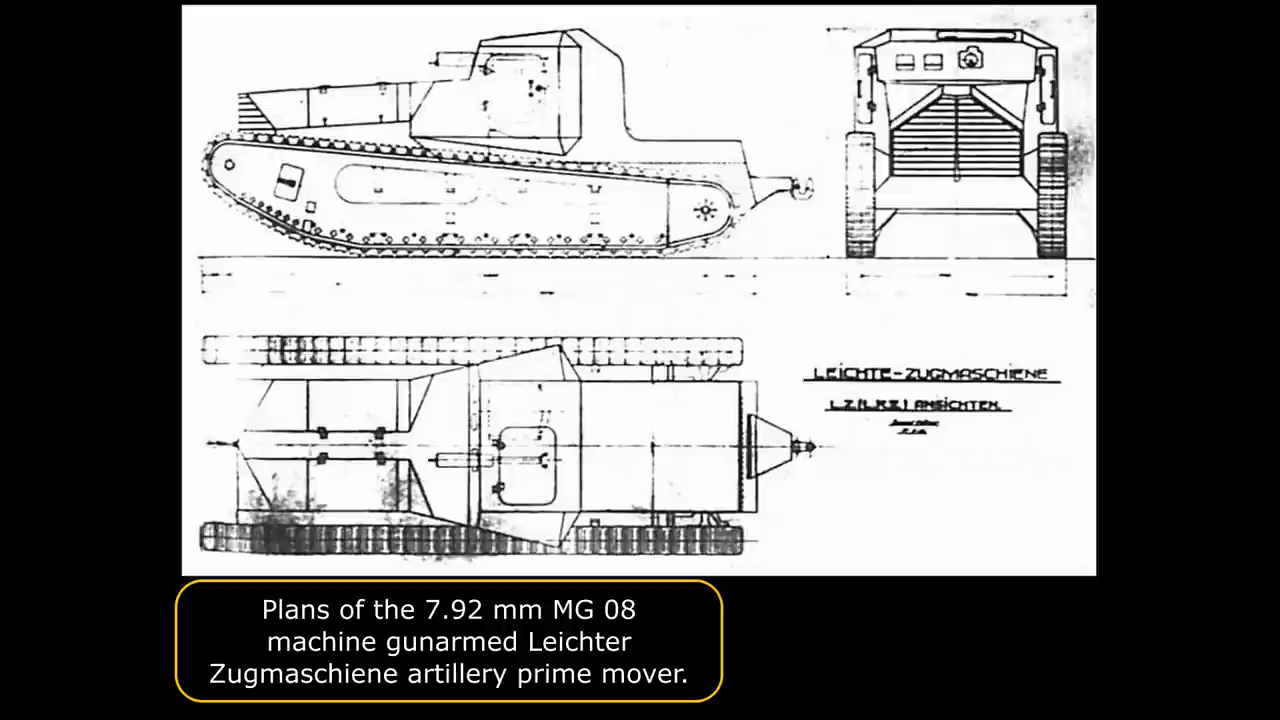 LEICHTE-ZUGMASCHIENE
L.Z.(L.K.Z.) ANSICHTEN.
Plans of the 7.92 mm MG 08
machine gunarmed Leichter
Zugmaschiene artillery prime mover.